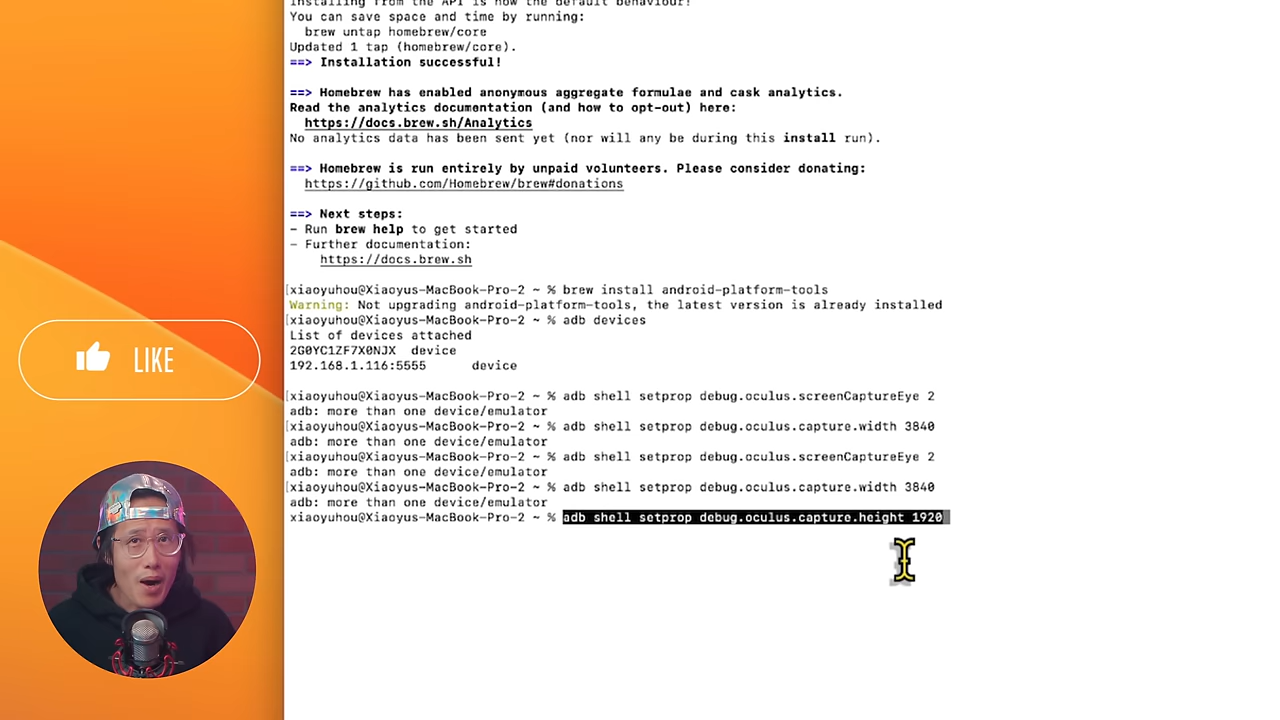 Installing from the API is now the default behaviour!
You can save space and time by running:
brew untap homebrew/core
Updated 1 tap (homebrew/core).
==> Installation successful!
==> Homebrew has enabled anonymous aggregate formulae and cask analytics.
Read the analytics documentation (and how to opt-out) here:
https://docs.brew.sh/Analytics
No analytics data has been sent yet (nor will any be during this install run).
==> Homebrew is run entirely by unpaid volunteers. Please consider donating:
https://github.com/Homebrew/brew#donations
==> Next steps:
- Run brew help to get started
- Further documentation:
https://docs.brew.sh
[xiaoyuhou@Xiaoyus-MacBook-Pro-2 ~ % brew install android-platform-tools
Warning: Not upgrading android-platform-tools, the latest version is already installed
[xiaoyuhou@Xiaoyus-MacBook-Pro-2 ~ % adb devices
List of devices attached
2G0YC1ZF7X0NJX device
192.168.1.116:5555 device
[xiaoyuhou@Xiaoyus-MacBook-Pro-2 ~ % adb shell setprop debug.oculus.screenCaptureEye 2
adb: more than one device/emulator
[xiaoyuhou@Xiaoyus-MacBook-Pro-2 ~ % adb shell setprop debug.oculus.capture.width 3840
adb: more than one device/emulator
[xiaoyuhou@Xiaoyus-MacBook-Pro-2 ~ % adb shell setprop debug.oculus.screenCaptureEye 2
adb: more than one device/emulator
[xiaoyuhou@Xiaoyus-MacBook-Pro-2 ~ % adb shell setprop debug.oculus.capture.width 3840
adb: more than one device/emulator
xiaoyuhou@Xiaoyus-MacBook-Pro-2 ~ % adb shell setprop debug.oculus.capture.height 1920
LIKE